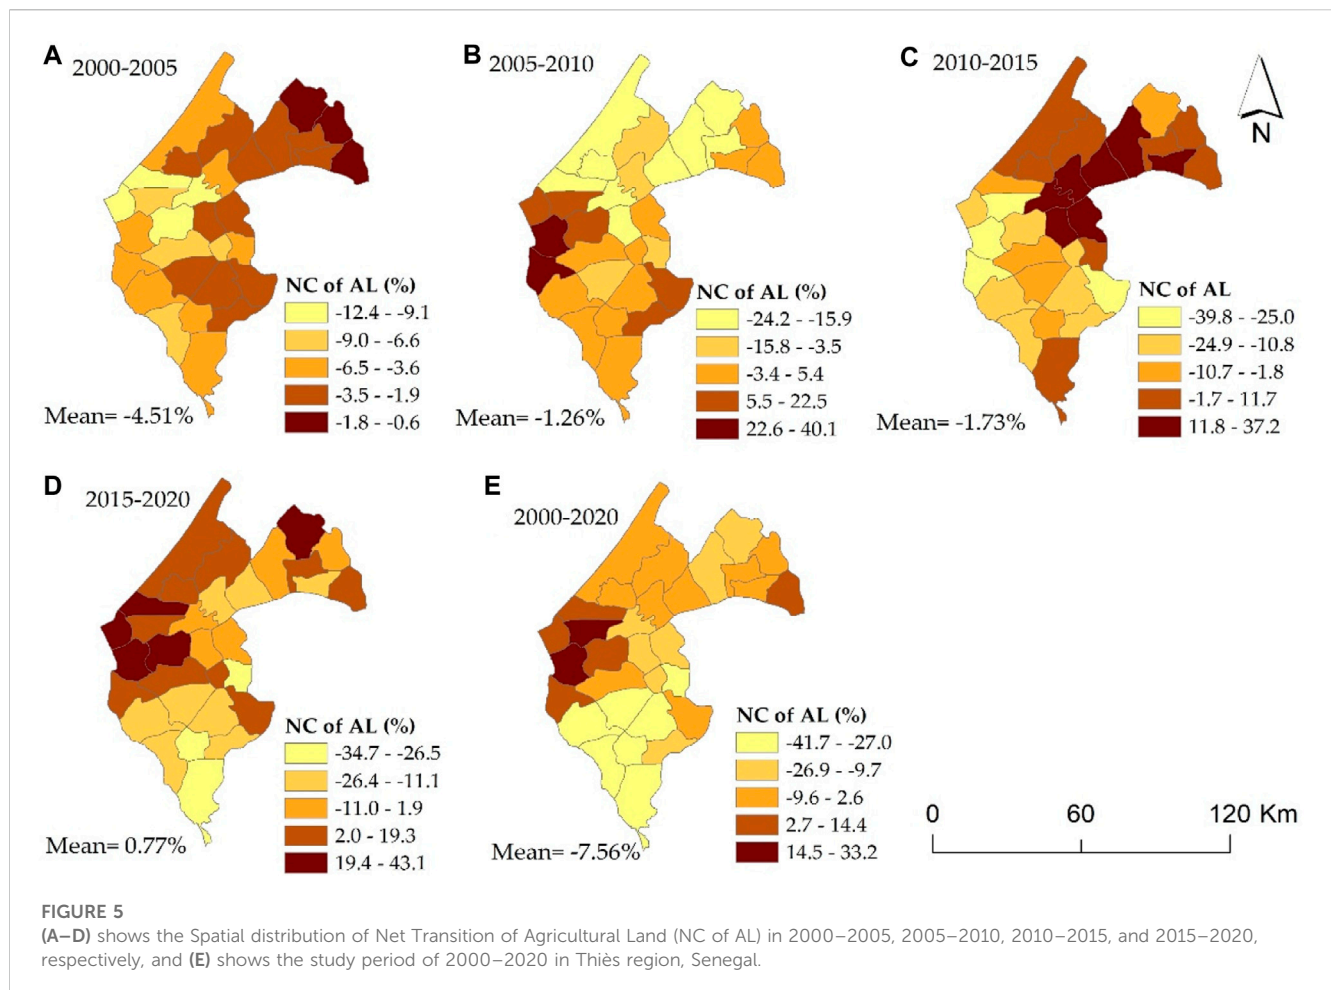 A
2000-2005
NC of AL (%)
-12.4 - -9.1
-9.0 - -6.6
-6.5 - -3.6
-3.5 - -1.9
-1.8 - -0.6
Mean= -4.51%
B
2005-2010
NC of AL (%)
-24.2 - -15.9
-15.8 - -3.5
-3.4 - 5.4
5.5 - 22.5
22.6 - 40.1
Mean= -1.26%
C
2010-2015
N
NC of AL
-39.8 - -25.0
-24.9 - -10.8
-10.7 - -1.8
-1.7 - 11.7
11.8 - 37.2
Mean= -1.73%
D
2015-2020
NC of AL (%)
-34.7 - -26.5
-26.4 - -11.1
-11.0 - 1.9
2.0 - 19.3
19.4 - 43.1
Mean= 0.77%
E
2000-2020
NC of AL (%)
-41.7 - -27.0
-26.9 - -9.7
-9.6 - 2.6
2.7 - 14.4
14.5 - 33.2
Mean= -7.56%
0 60 120 Km
FIGURE 5
(A–D) shows the Spatial distribution of Net Transition of Agricultural Land (NC of AL) in 2000–2005, 2005–2010, 2010–2015, and 2015–2020,
respectively, and (E) shows the study period of 2000–2020 in Thiès region, Senegal.